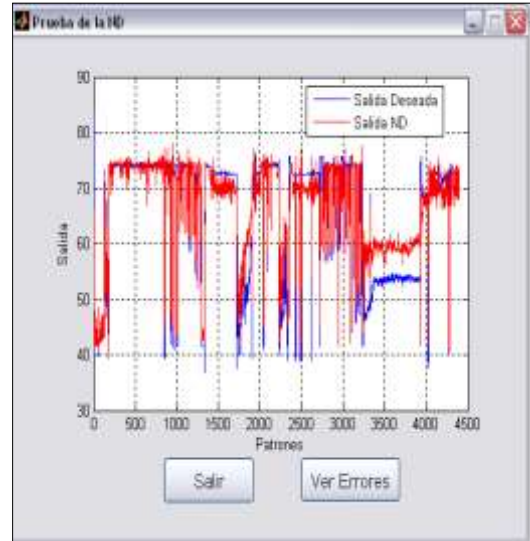 Prueba de la ND
90
80
70
60
50
40
30
Salida
Salida Deseada
Salida ND
0 500 1000 1500 2000 2500 3000 3500 4000 4500
Patrones
Salir
Ver Errores